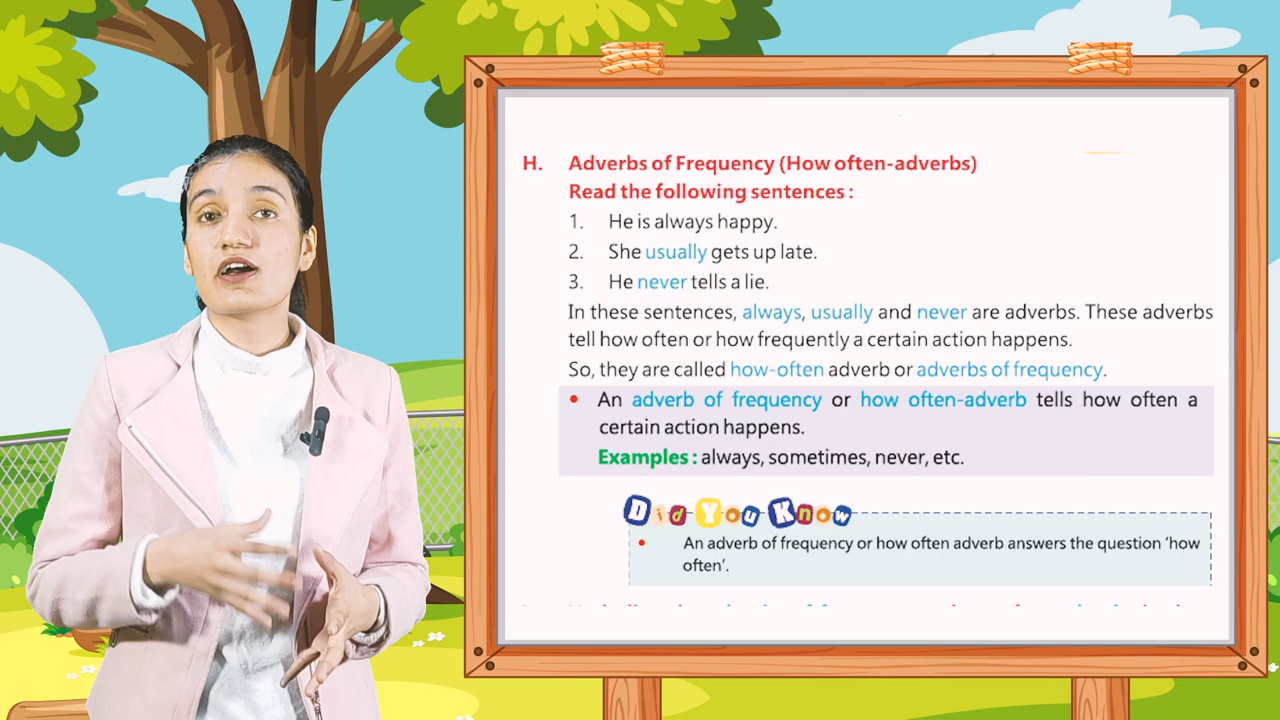 H. Adverbs of Frequency (How often-adverbs)
Read the following sentences :
1. He is always happy.
2. She usually gets up late.
3. He never tells a lie.
In these sentences, always, usually and never are adverbs. These adverbs
tell how often or how frequently a certain action happens.
So, they are called how-often adverb or adverbs of frequency.
• An adverb of frequency or how often-adverb tells how often a
certain action happens.
Examples : always, sometimes, never, etc.
Did You Know
• An adverb of frequency or how often adverb answers the question ‘how
often’.